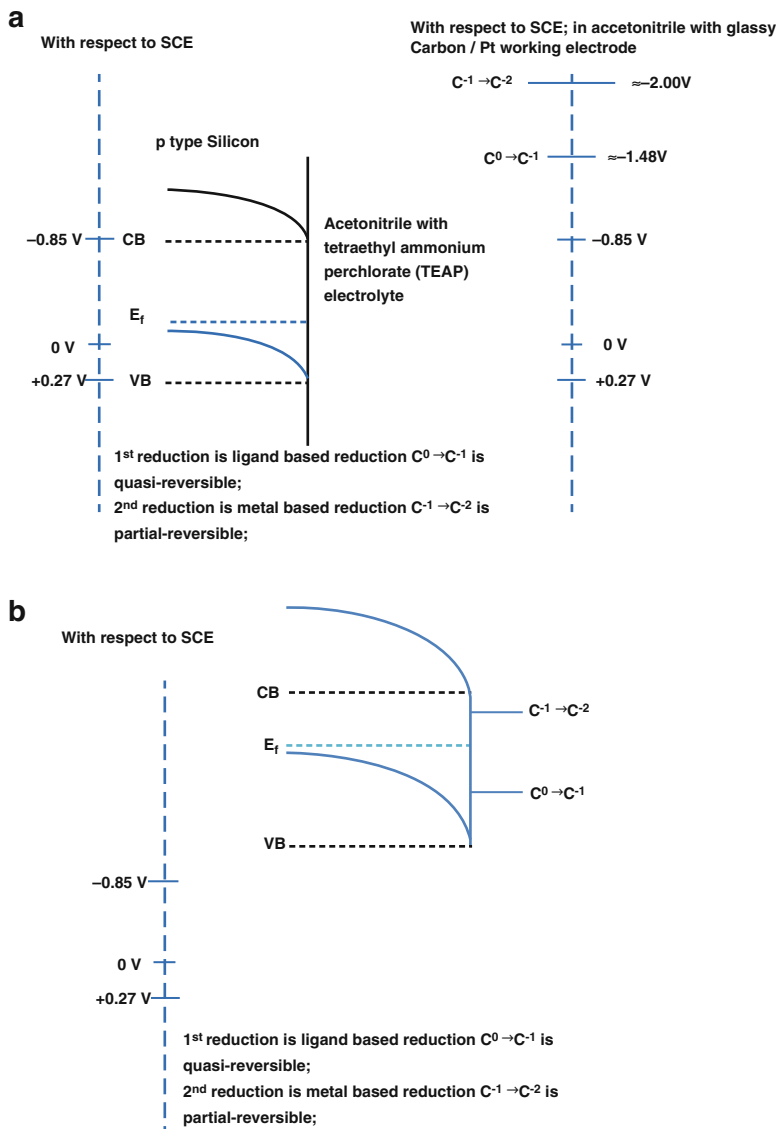 a
With respect to SCE
With respect to SCE; in accetonitrile with glassy
Carbon / Pt working electrode
C⁻¹→C⁻² ≈–2.00V
p type Silicon
C⁰→C⁻¹ ≈–1.48V
Acetonitrile with
tetraethyl ammonium
perchlorate (TEAP)
electrolyte
–0.85 V CB
–0.85 V
E_f
0 V
0 V
+0.27 V VB
+0.27 V
1st reduction is ligand based reduction C⁰→C⁻¹ is
quasi-reversible;
2nd reduction is metal based reduction C⁻¹→C⁻² is
partial-reversible;
b
With respect to SCE
CB
C⁻¹→C⁻²
E_f
C⁰→C⁻¹
VB
–0.85 V
0 V
+0.27 V
1st reduction is ligand based reduction C⁰→C⁻¹ is
quasi-reversible;
2nd reduction is metal based reduction C⁻¹→C⁻² is
partial-reversible;